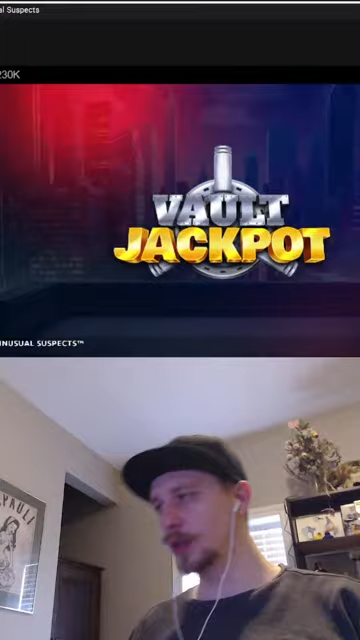 al Suspects
230K
VAULT
JACKPOT
UNUSUAL SUSPECTS™